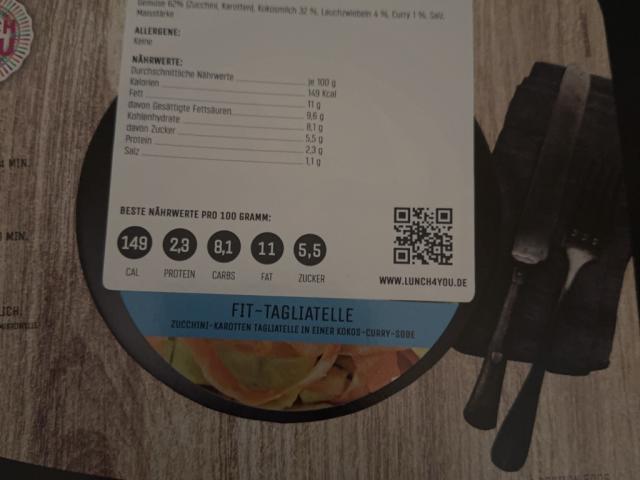 Gemüse 62% (Zucchini, Karotten), Kokosmilch 32 %, Lauchzwiebeln 4 %, Curry 1 %, Salz,
Maisstärke
ALLERGENE:
Keine
NÄHRWERTE:
Durchschnittliche Nährwerte je 100 g
Kalorien 149 Kcal
Fett 11 g
davon Gesättigte Fettsäuren 9,6 g
Kohlenhydrate 8,1 g
davon Zucker 5,5 g
Protein 2,3 g
Salz 1,1 g
4 MIN.
MIN.
BESTE NÄHRWERTE PRO 100 GRAMM:
149 2,3 8,1 11 5,5
CAL PROTEIN CARBS FAT ZUCKER
WWW.LUNCH4YOU.DE
FIT-TAGLIATELLE
ZUCCHINI-KAROTTEN TAGLIATELLE IN EINER KOKOS-CURRY-SOßE